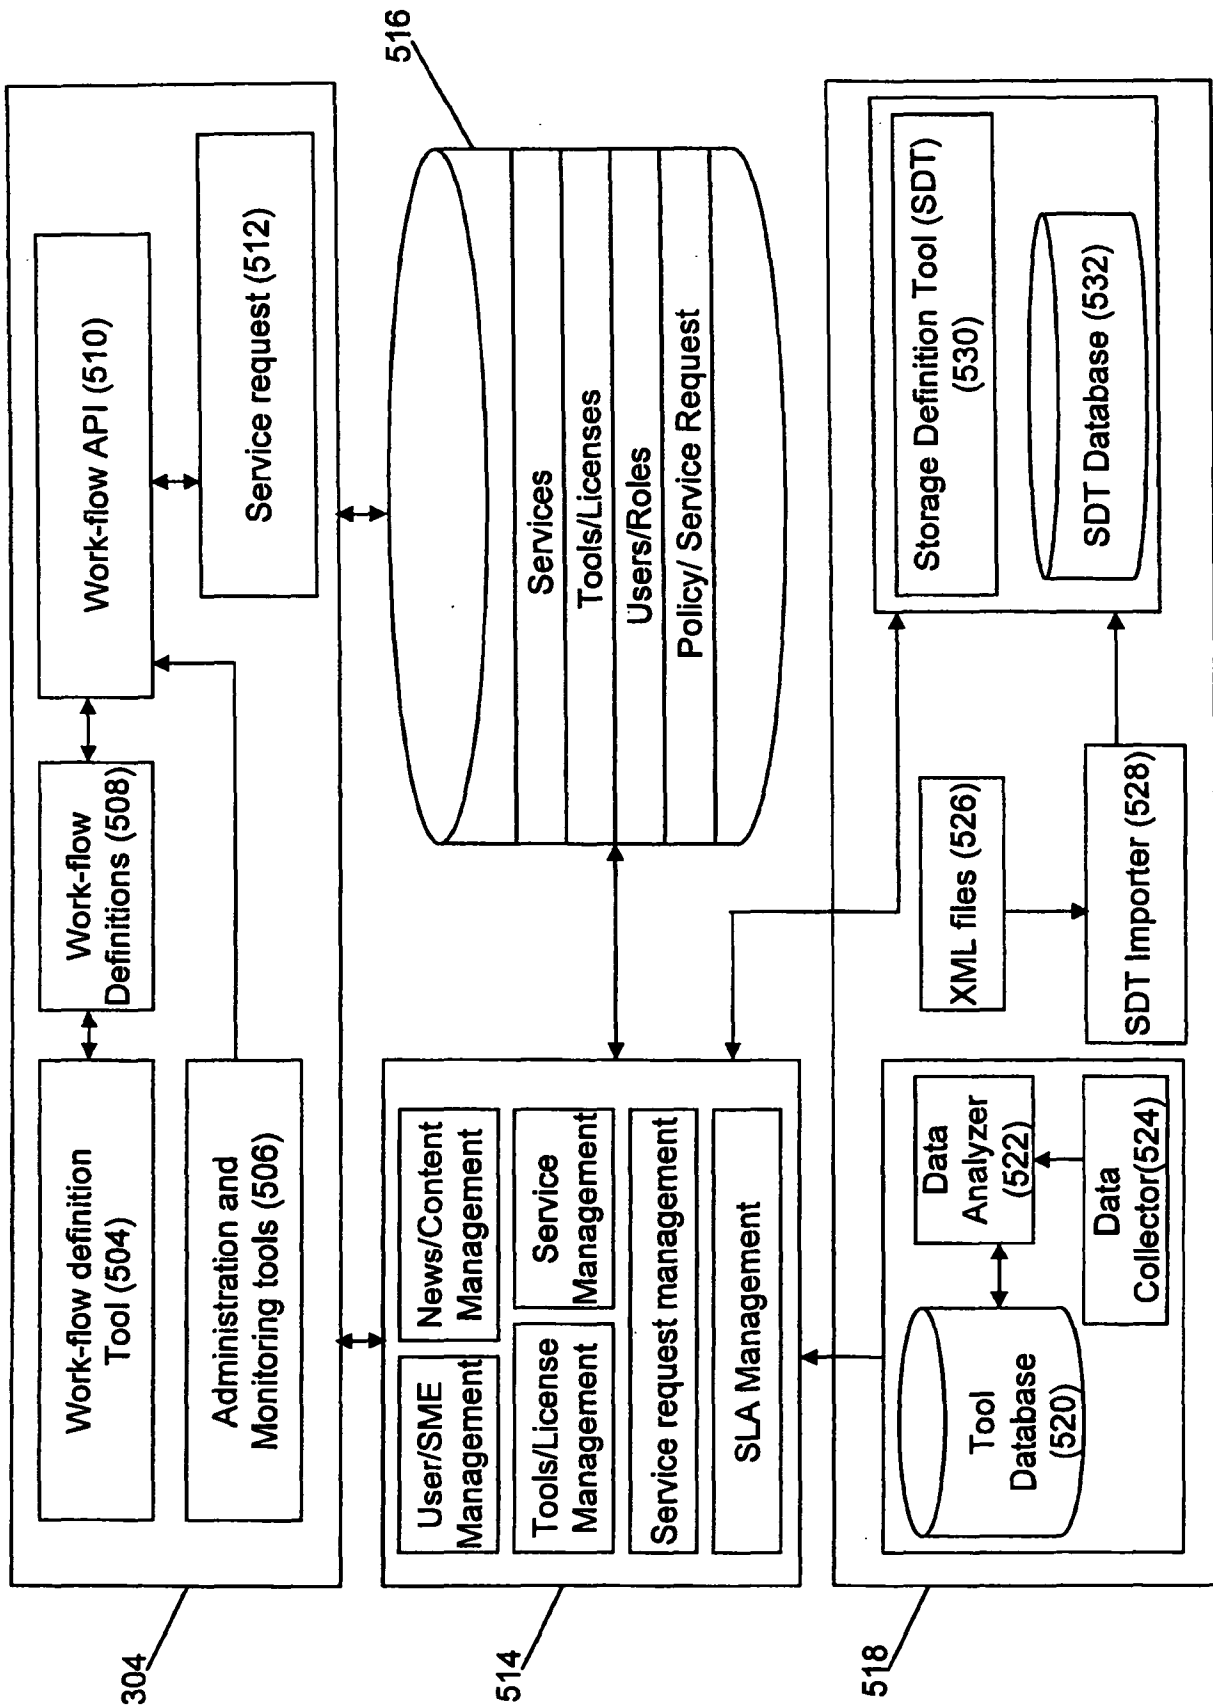 304
Work-flow definition
Tool (504)
Work-flow
Definitions (508)
Work-flow API (510)
Administration and
Monitoring tools (506)
Service request (512)
514
User/SME
Management
News/Content
Management
Tools/License
Management
Service
Management
Service request management
SLA Management
516
Services
Tools/Licenses
Users/Roles
Policy/ Service Request
518
Tool
Database
(520)
Data
Analyzer
(522)
Data
Collector(524)
XML files (526)
SDT Importer (528)
Storage Definition Tool (SDT)
(530)
SDT Database (532)